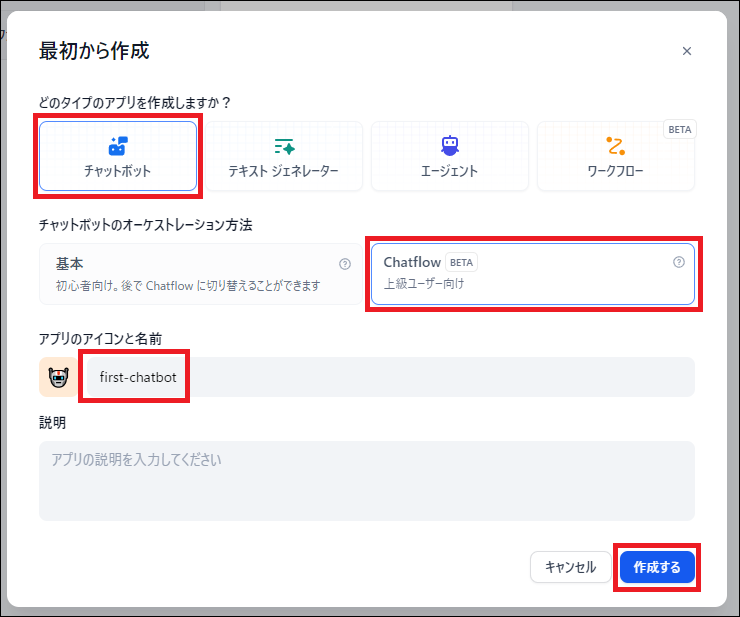 最初から作成
どのタイプのアプリを作成しますか？
チャットボット
テキスト ジェネレーター
エージェント
BETA
ワークフロー
チャットボットのオーケストレーション方法
基本
初心者向け。後で Chatflow に切り替えることができます
Chatflow BETA
上級ユーザー向け
アプリのアイコンと名前
first-chatbot
説明
アプリの説明を入力してください
キャンセル
作成する